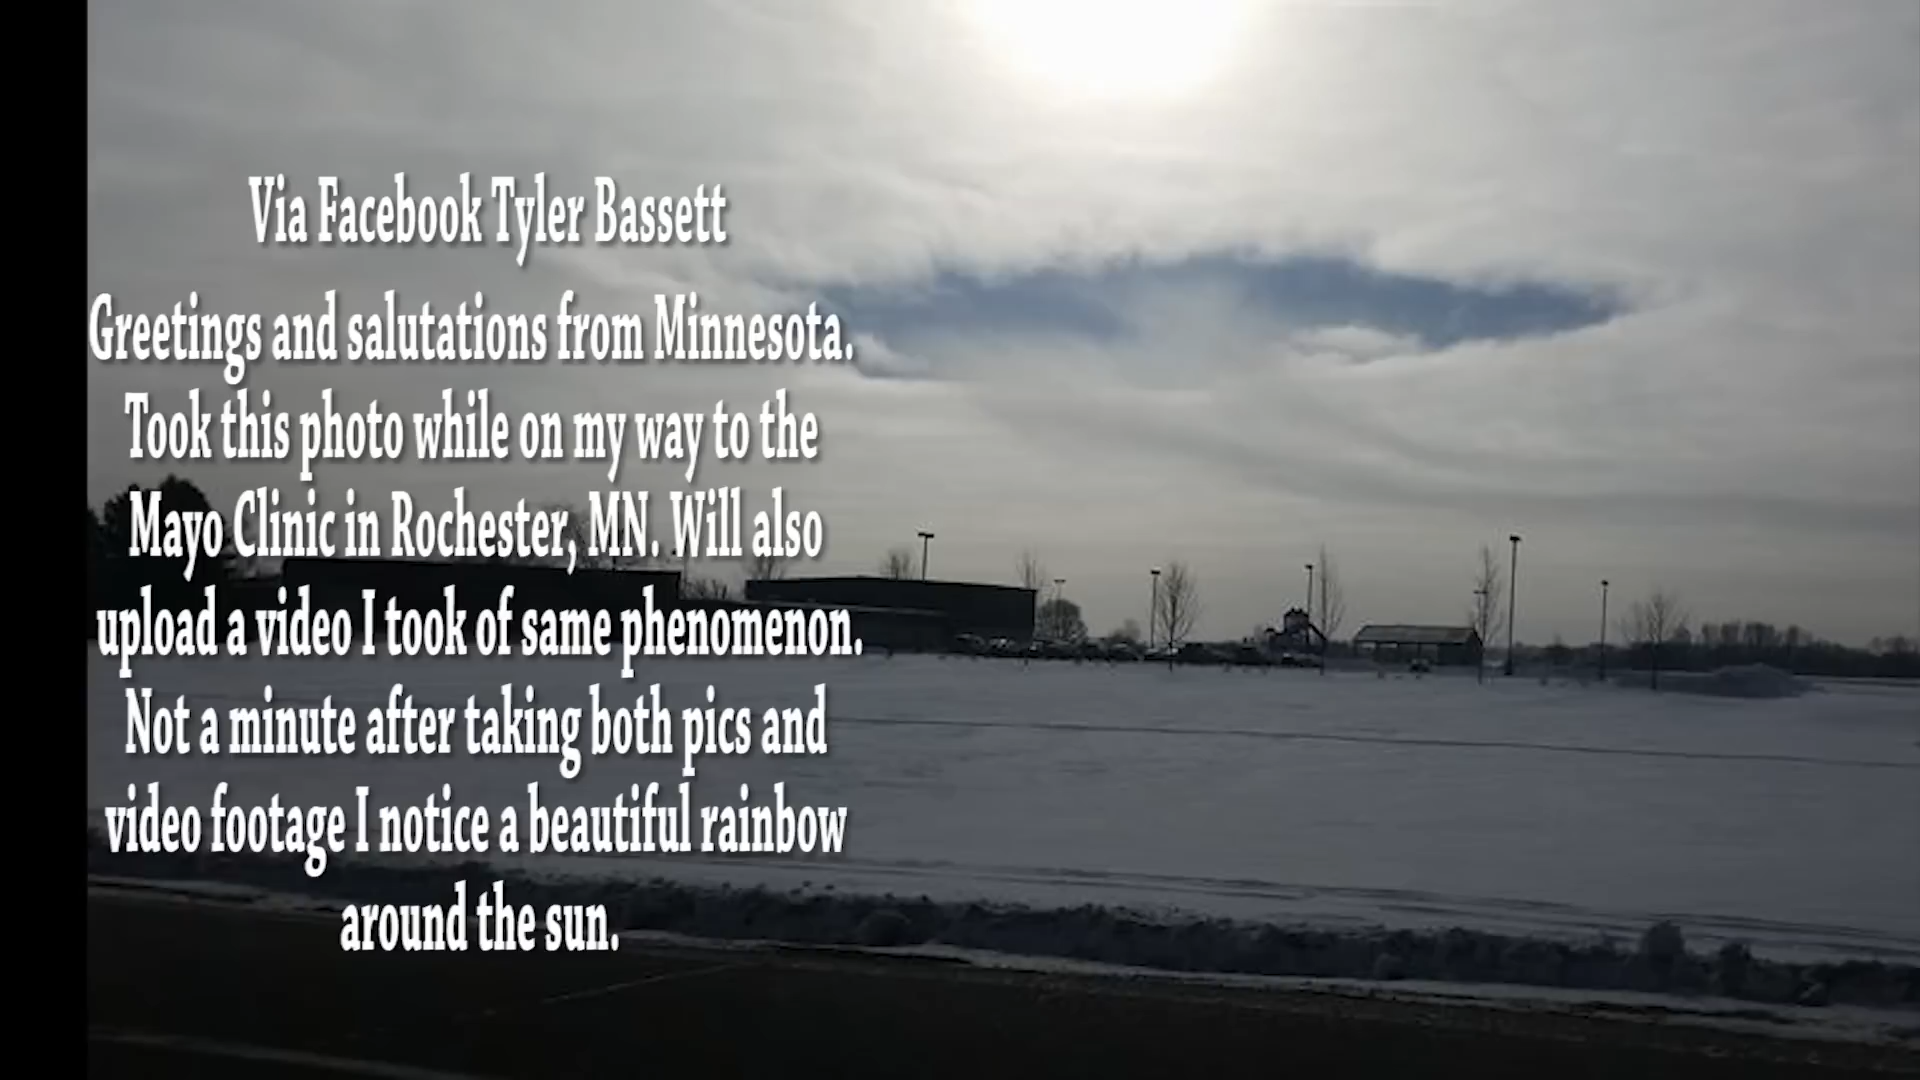 Via Facebook Tyler Bassett
Greetings and salutations from Minnesota.
Took this photo while on my way to the
Mayo Clinic in Rochester, MN. Will also
upload a video I took of same phenomenon.
Not a minute after taking both pics and
video footage I notice a beautiful rainbow
around the sun.